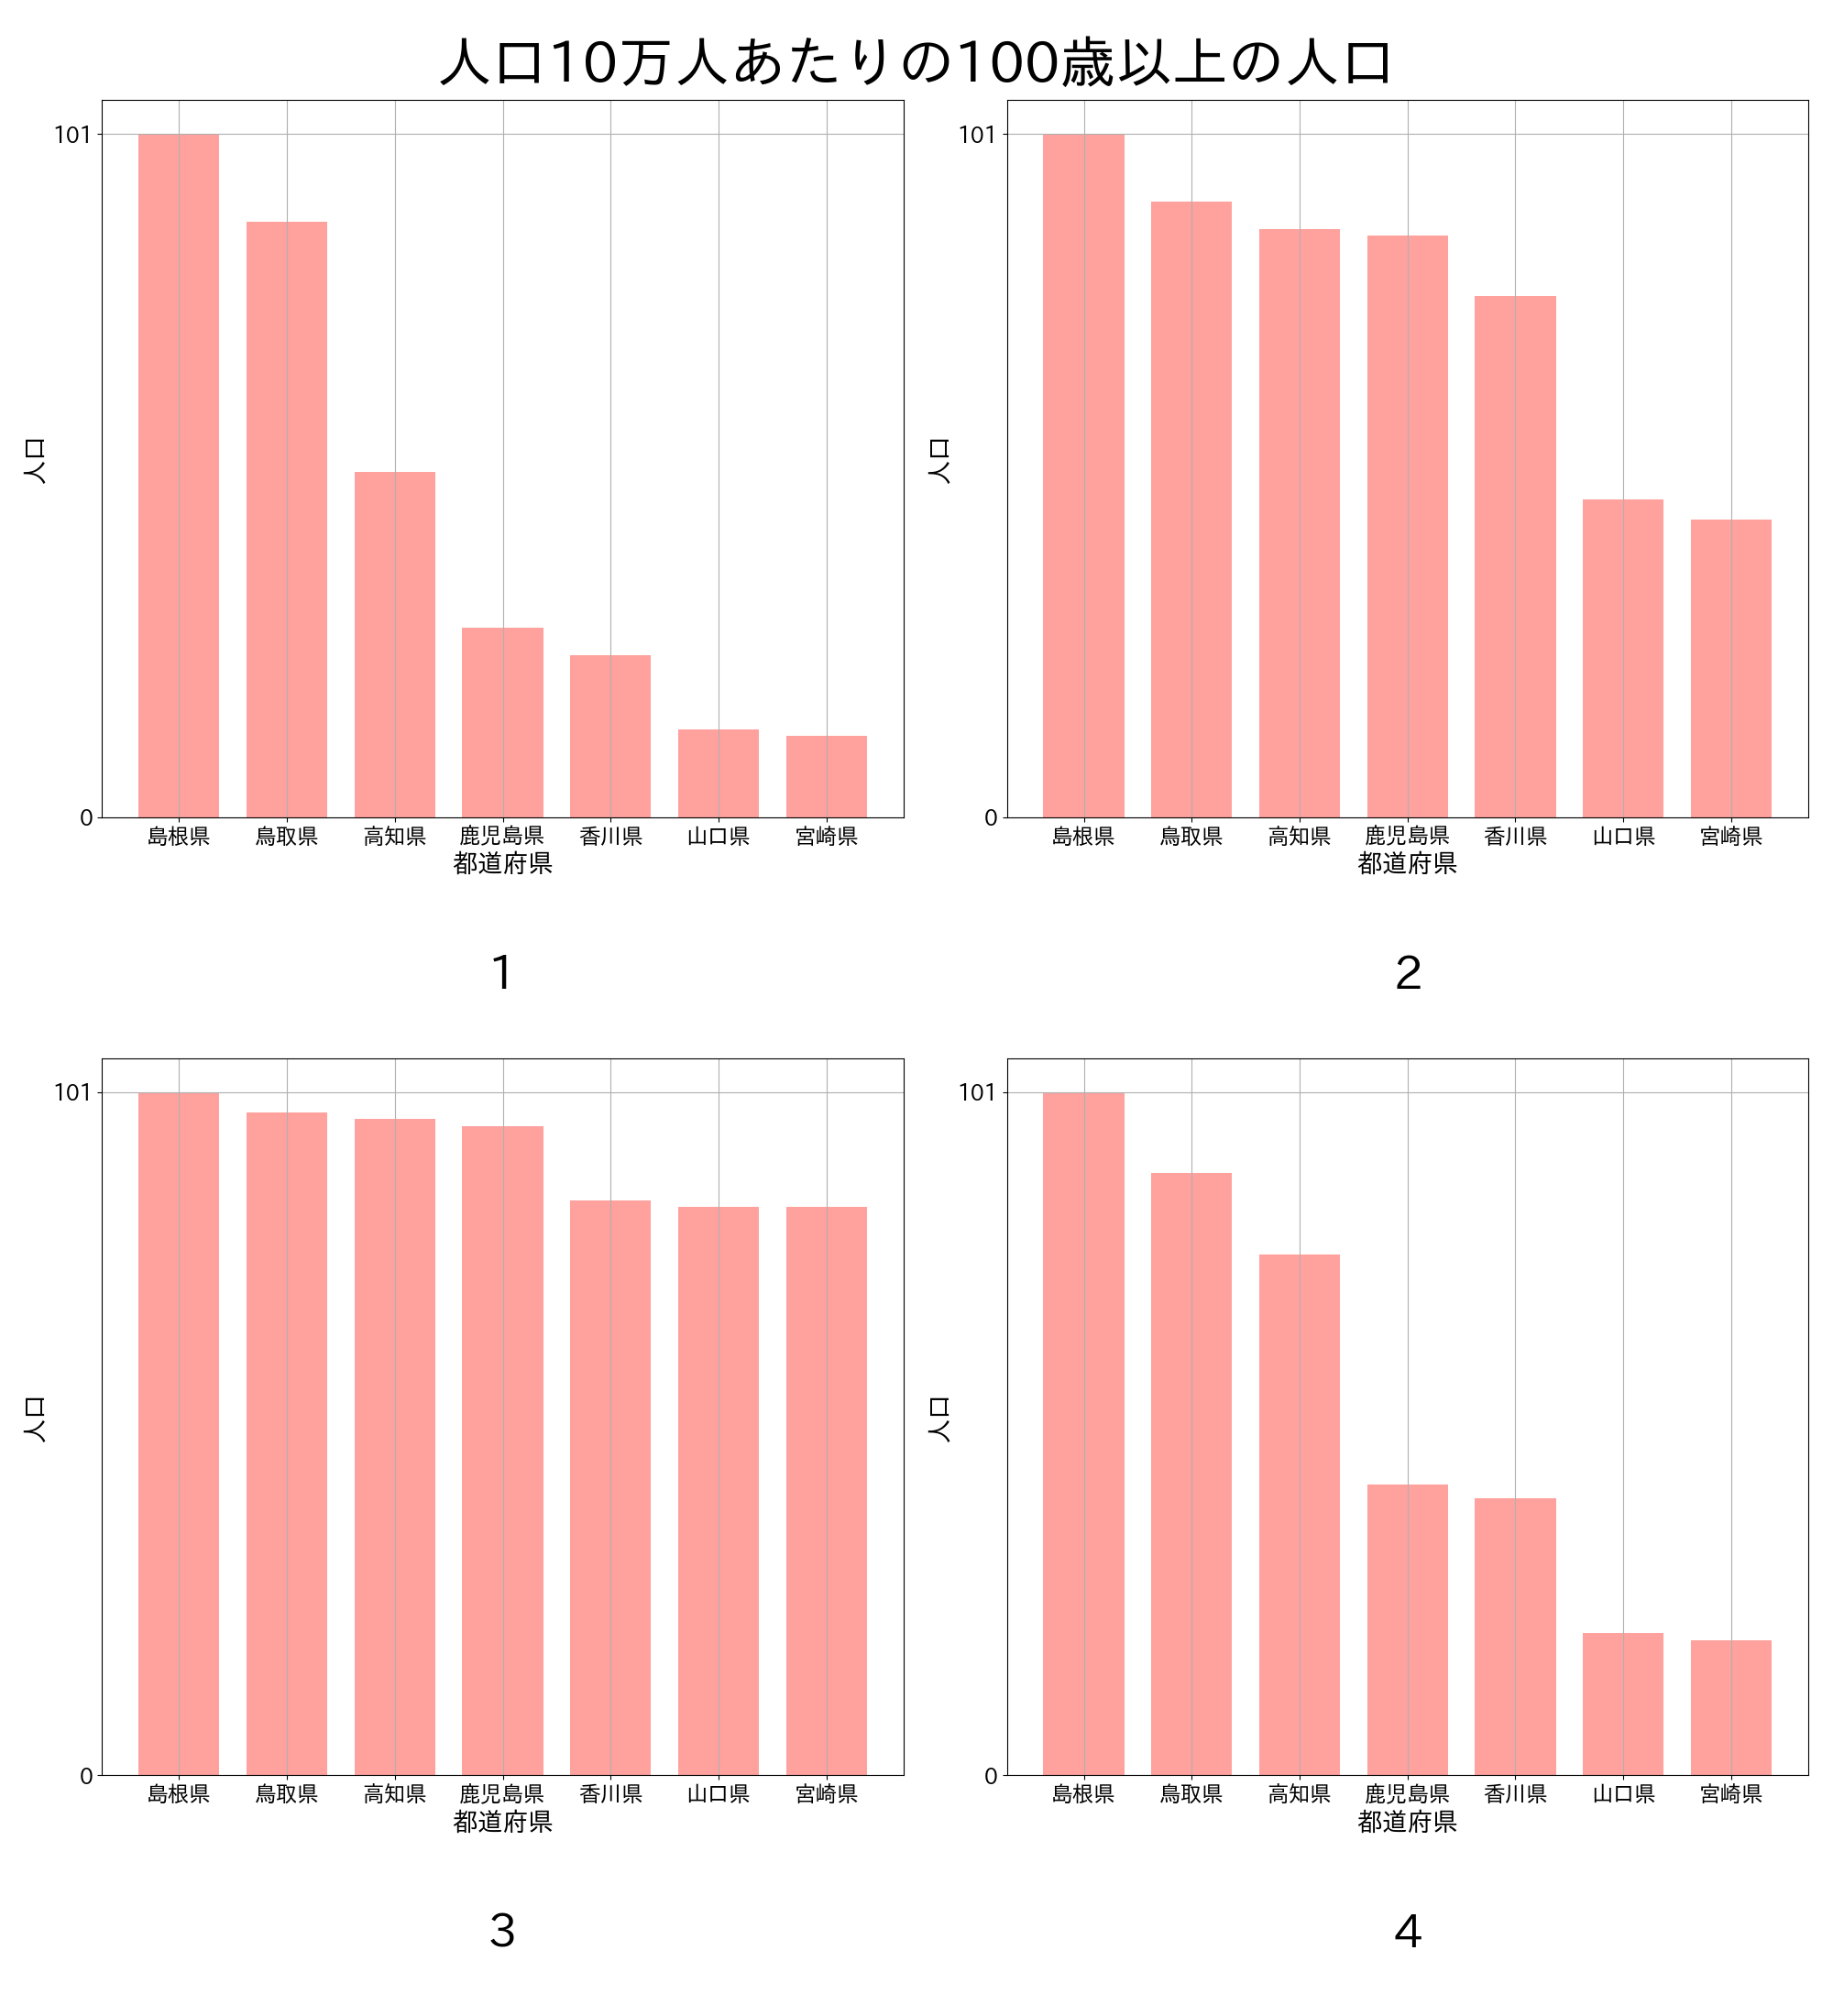 人口10万人あたりの100歳以上の人口
101
0
人口
島根県 鳥取県 高知県 鹿児島県 香川県 山口県 宮崎県
都道府県
1
101
0
人口
島根県 鳥取県 高知県 鹿児島県 香川県 山口県 宮崎県
都道府県
2
101
0
人口
島根県 鳥取県 高知県 鹿児島県 香川県 山口県 宮崎県
都道府県
3
101
0
人口
島根県 鳥取県 高知県 鹿児島県 香川県 山口県 宮崎県
都道府県
4